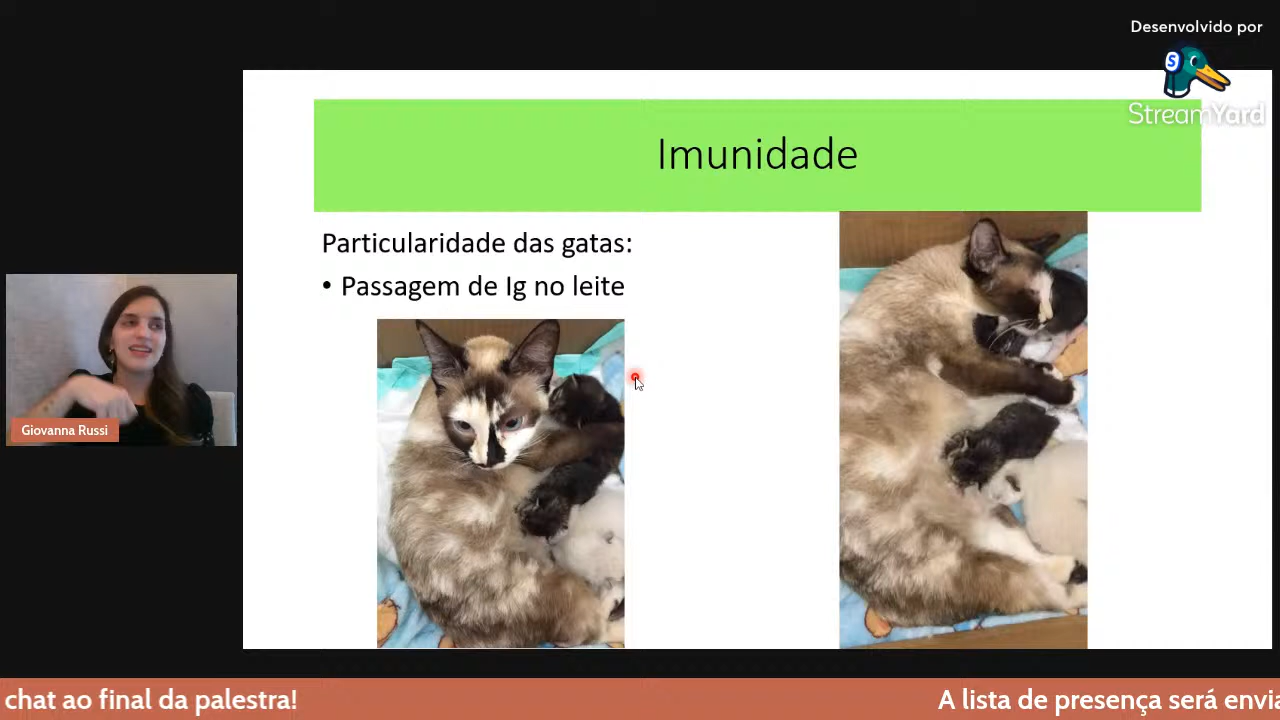 Desenvolvido por
S
StreamYard
Imunidade
Particularidade das gatas:
• Passagem de Ig no leite
Giovanna Russi
chat ao final da palestra!
A lista de presença será envia